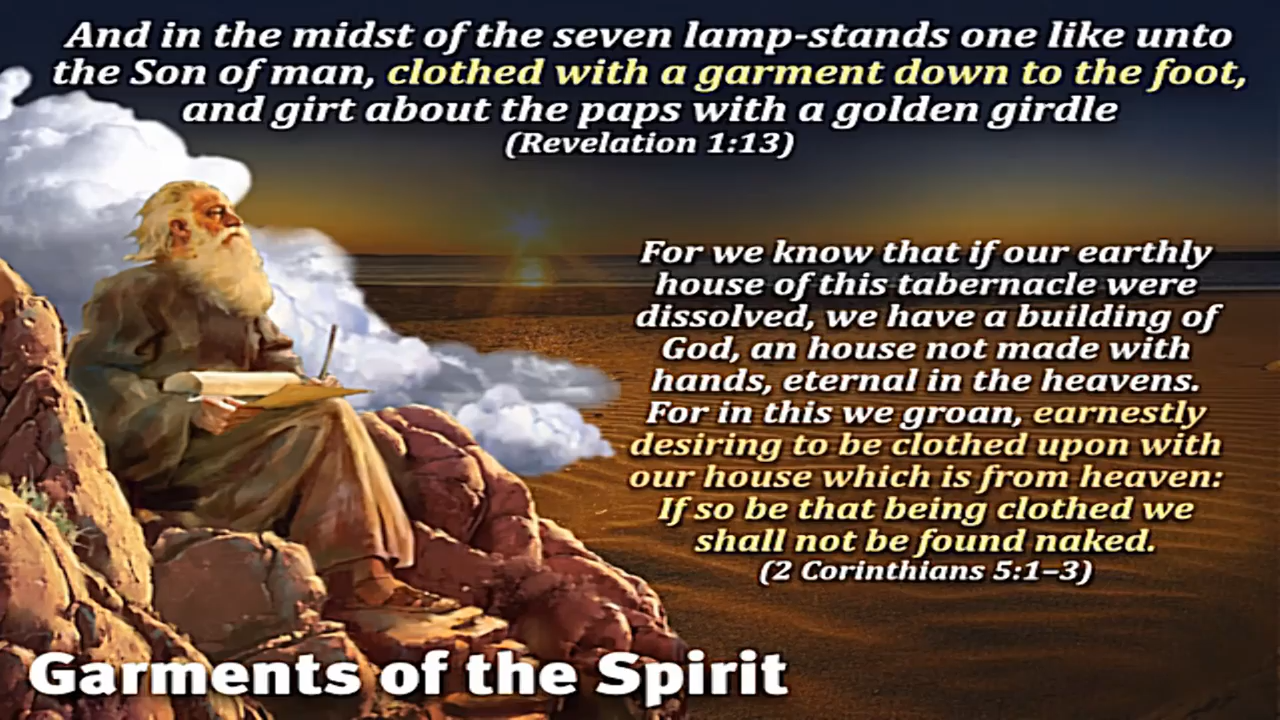 And in the midst of the seven lamp-stands one like unto
the Son of man, clothed with a garment down to the foot,
and girt about the paps with a golden girdle
(Revelation 1:13)
For we know that if our earthly
house of this tabernacle were
dissolved, we have a building of
God, an house not made with
hands, eternal in the heavens.
For in this we groan, earnestly
desiring to be clothed upon with
our house which is from heaven:
If so be that being clothed we
shall not be found naked.
(2 Corinthians 5:1–3)
Garments of the Spirit